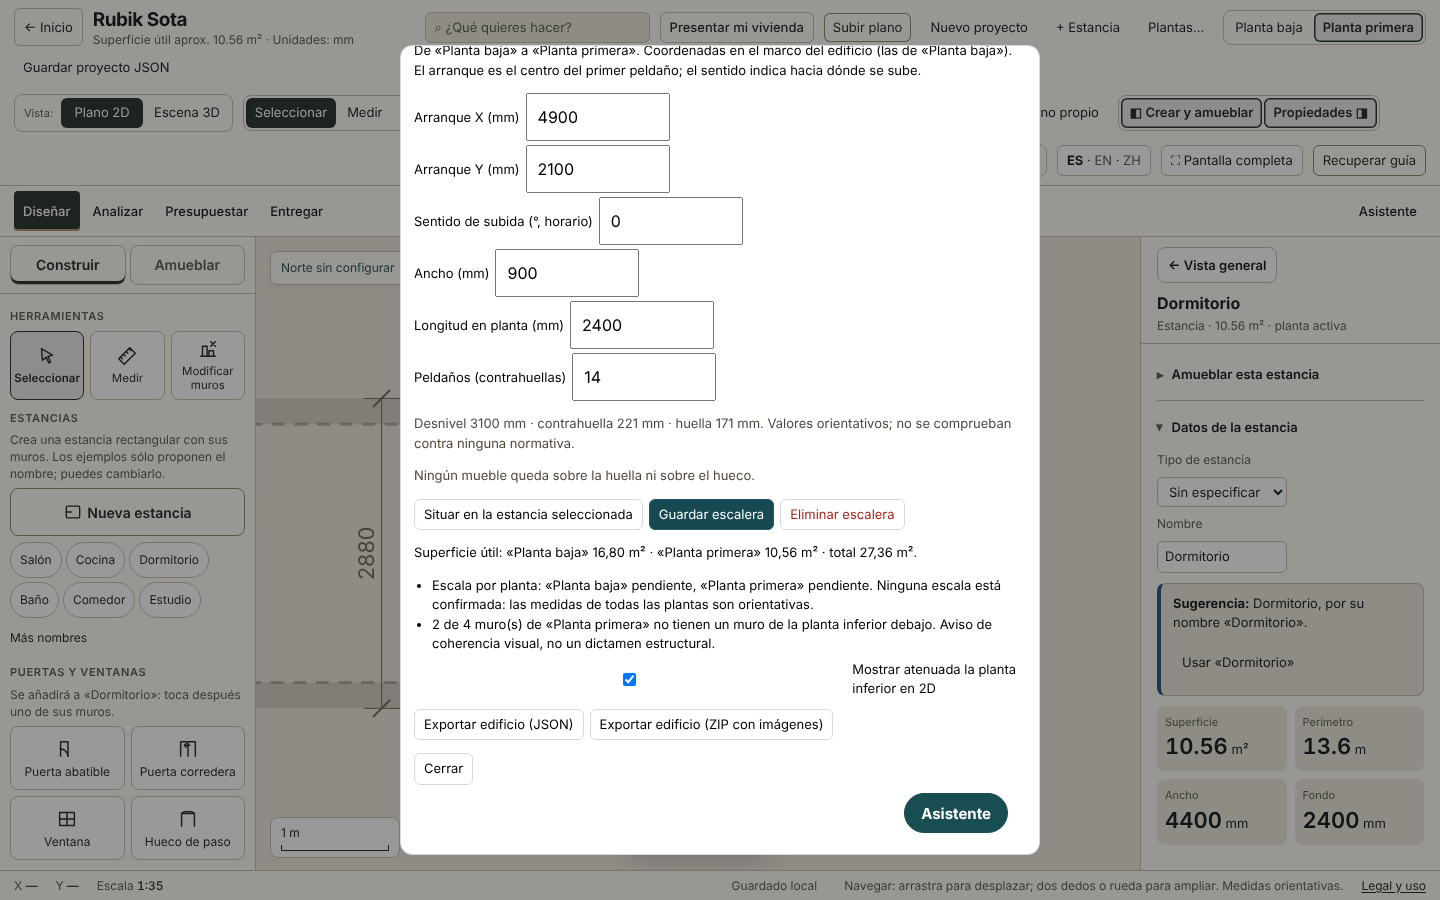 ← Inicio
Rubik Sota
Superficie útil aprox. 10.56 m² · Unidades: mm
¿Qué quieres hacer?
Presentar mi vivienda
Subir plano
Nuevo proyecto
+ Estancia
Plantas...
Planta baja
Planta primera
Guardar proyecto JSON
Vista:
Plano 2D
Escena 3D
Seleccionar
Medir
no propio
Crear y amueblar
Propiedades
ES · EN · ZH
Pantalla completa
Recuperar guía
Diseñar
Analizar
Presupuestar
Entregar
Asistente
Construir
Amueblar
HERRAMIENTAS
Seleccionar
Medir
Modificar
muros
ESTANCIAS
Crea una estancia rectangular con sus
muros. Los ejemplos sólo proponen el
nombre; puedes cambiarlo.
Nueva estancia
Salón
Cocina
Dormitorio
Baño
Comedor
Estudio
Más nombres
PUERTAS Y VENTANAS
Se añadirá a «Dormitorio»: toca después
uno de sus muros.
Puerta abatible
Puerta corredera
Ventana
Hueco de paso
Norte sin configurar
2880
1 m
De «Planta baja» a «Planta primera». Coordenadas en el marco del edificio (las de «Planta baja»).
El arranque es el centro del primer peldaño; el sentido indica hacia dónde se sube.
Arranque X (mm) 4900
Arranque Y (mm) 2100
Sentido de subida (°, horario) 0
Ancho (mm) 900
Longitud en planta (mm) 2400
Peldaños (contrahuellas) 14
Desnivel 3100 mm · contrahuella 221 mm · huella 171 mm. Valores orientativos; no se comprueban
contra ninguna normativa.
Ningún mueble queda sobre la huella ni sobre el hueco.
Situar en la estancia seleccionada
Guardar escalera
Eliminar escalera
Superficie útil: «Planta baja» 16,80 m² · «Planta primera» 10,56 m² · total 27,36 m².
• Escala por planta: «Planta baja» pendiente, «Planta primera» pendiente. Ninguna escala está
confirmada: las medidas de todas las plantas son orientativas.
• 2 de 4 muro(s) de «Planta primera» no tienen un muro de la planta inferior debajo. Aviso de
coherencia visual, no un dictamen estructural.
Mostrar atenuada la planta
inferior en 2D
Exportar edificio (JSON)
Exportar edificio (ZIP con imágenes)
Cerrar
Asistente
← Vista general
Dormitorio
Estancia · 10.56 m² · planta activa
▸ Amueblar esta estancia
▾ Datos de la estancia
Tipo de estancia
Sin especificar
Nombre
Dormitorio
Sugerencia: Dormitorio, por su
nombre «Dormitorio».
Usar «Dormitorio»
Superficie
10.56 m²
Perímetro
13.6 m
Ancho
4400 mm
Fondo
2400 mm
X —
Y —
Escala 1:35
Guardado local
Navegar: arrastra para desplazar; dos dedos o rueda para ampliar. Medidas orientativas.
Legal y uso